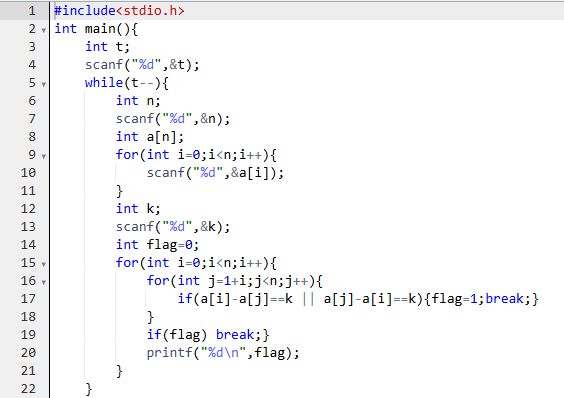 1 #include<stdio.h>
2 int main(){
3     int t;
4     scanf("%d",&t);
5     while(t--){
6         int n;
7         scanf("%d",&n);
8         int a[n];
9         for(int i=0;i<n;i++){
10             scanf("%d",&a[i]);
11         }
12         int k;
13         scanf("%d",&k);
14         int flag=0;
15         for(int i=0;i<n;i++){
16             for(int j=1+i;j<n;j++){
17                 if(a[i]-a[j]==k || a[j]-a[i]==k){flag=1;break;}
18             }
19             if(flag) break;}
20             printf("%d\n",flag);
21         }
22     }